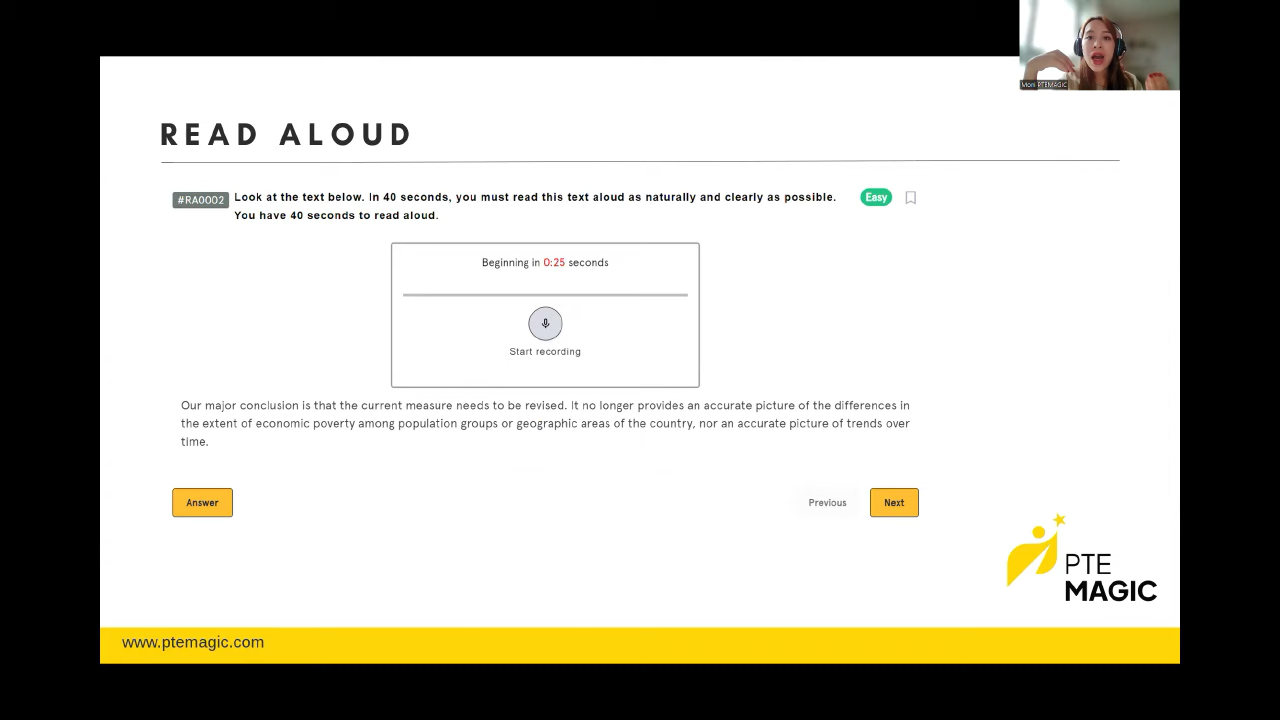 Moni PTEMAGIC
READ ALOUD
#RA0002
Look at the text below. In 40 seconds, you must read this text aloud as naturally and clearly as possible.
You have 40 seconds to read aloud.
Easy
Beginning in 0:25 seconds
Start recording
Our major conclusion is that the current measure needs to be revised. It no longer provides an accurate picture of the differences in
the extent of economic poverty among population groups or geographic areas of the country, nor an accurate picture of trends over
time.
Answer
Previous
Next
PTE
MAGIC
www.ptemagic.com